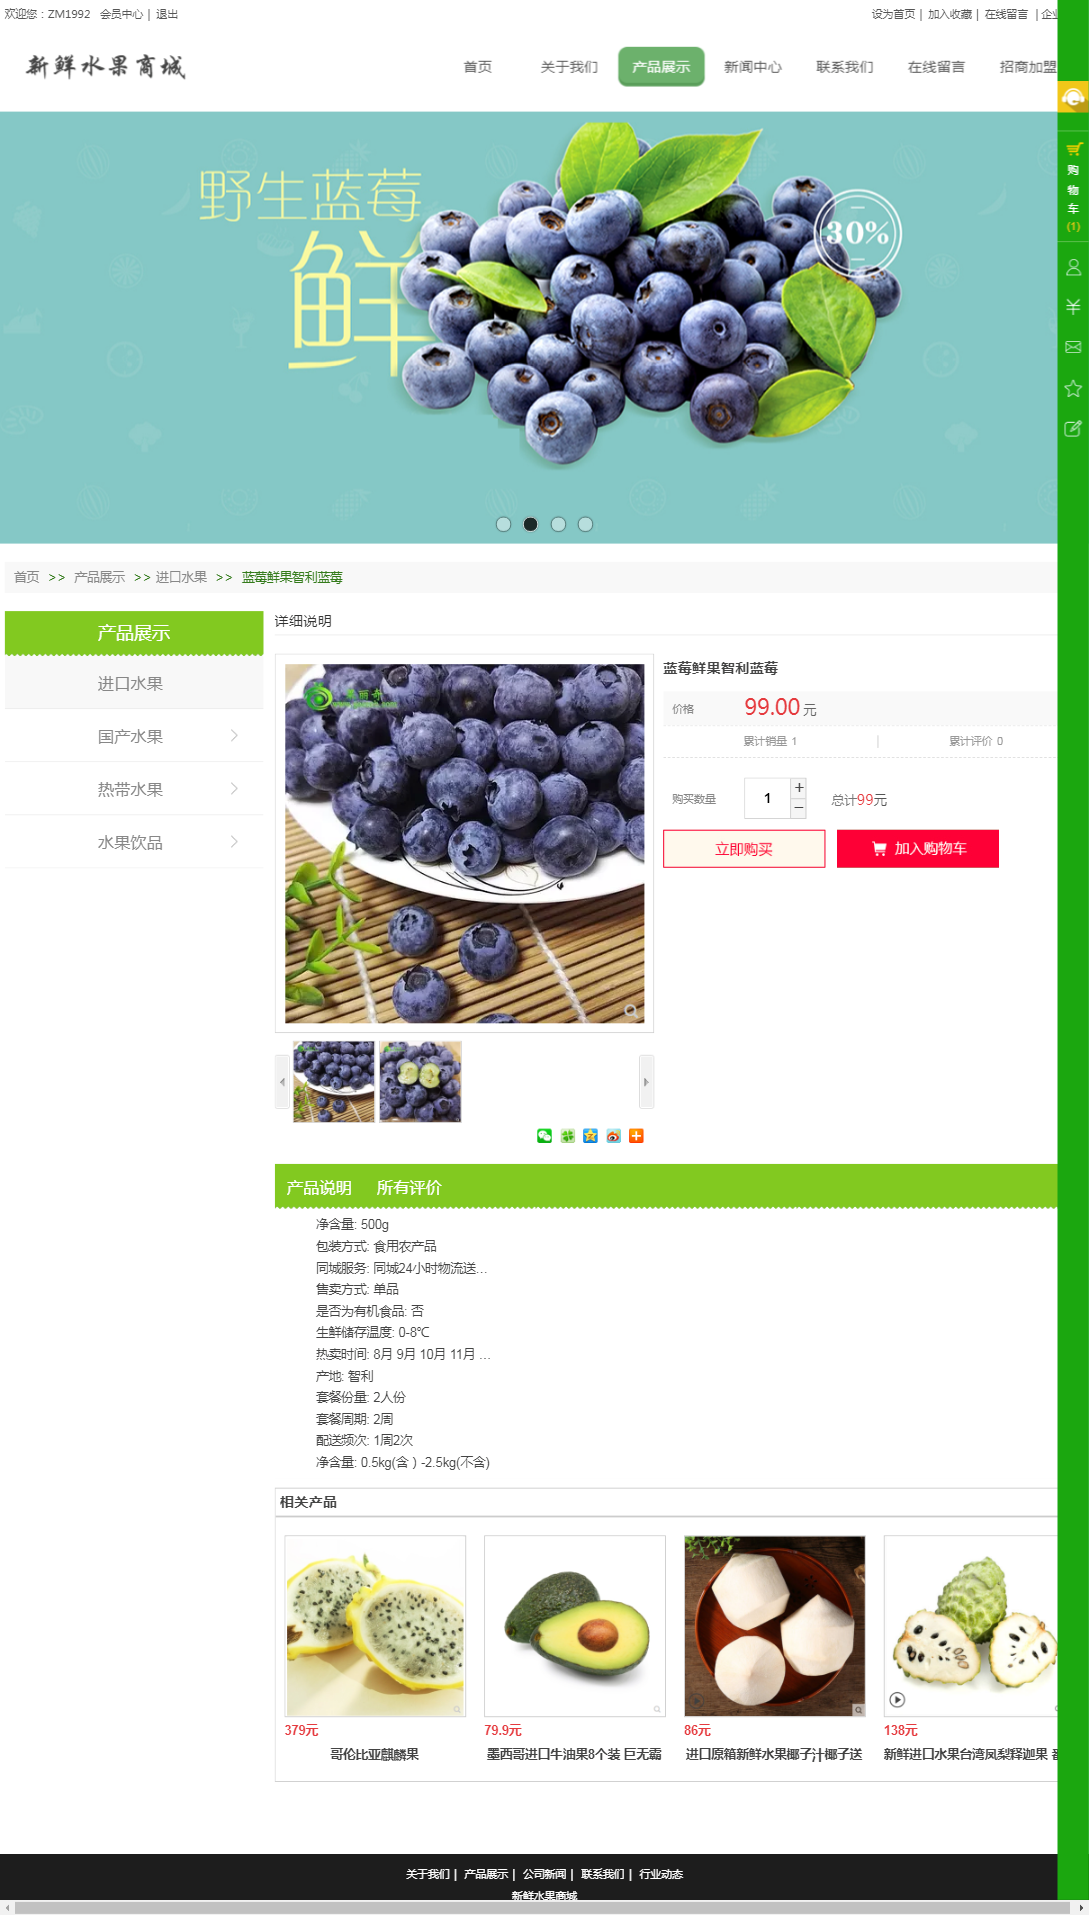 欢迎您：ZM1992 会员中心 | 退出
设为首页 | 加入收藏 | 在线留言 | 企业
新鲜水果商城
首页 关于我们 产品展示 新闻中心 联系我们 在线留言 招商加盟
野生蓝莓
鲜
30%
购
物
车
(1)
首页 >> 产品展示 >> 进口水果 >> 蓝莓鲜果智利蓝莓
产品展示
进口水果
国产水果
热带水果
水果饮品
详细说明
蓝莓鲜果智利蓝莓
价格 99.00 元
累计销量 1 | 累计评价 0
购买数量 1 + − 总计99元
立即购买 加入购物车
产品说明 所有评价
净含量: 500g
包装方式: 食用农产品
同城服务: 同城24小时物流送...
售卖方式: 单品
是否为有机食品: 否
生鲜储存温度: 0-8℃
热卖时间: 8月 9月 10月 11月 ...
产地: 智利
套餐份量: 2人份
套餐周期: 2周
配送频次: 1周2次
净含量: 0.5kg(含 ) -2.5kg(不含)
相关产品
379元 79.9元 86元 138元
哥伦比亚麒麟果 墨西哥进口牛油果8个装 巨无霸 进口原箱新鲜水果椰子汁椰子送 新鲜进口水果台湾凤梨释迦果
关于我们 | 产品展示 | 公司新闻 | 联系我们 | 行业动态
新鲜水果商城